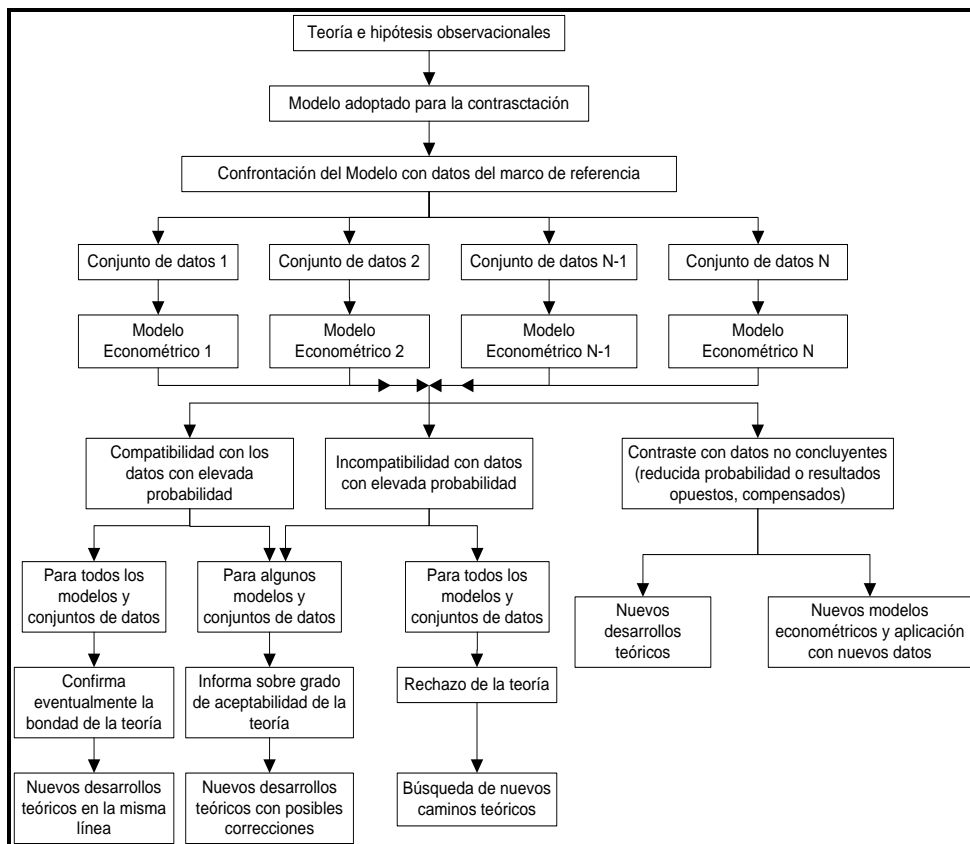 Teoría e hipótesis observacionales
Modelo adoptado para la contrasctación
Confrontación del Modelo con datos del marco de referencia
Conjunto de datos 1
Conjunto de datos 2
Conjunto de datos N-1
Conjunto de datos N
Modelo
Econométrico 1
Modelo
Econométrico 2
Modelo
Econométrico N-1
Modelo
Econométrico N
Compatibilidad con los
datos con elevada
probabilidad
Incompatibilidad con datos
con elevada probabilidad
Contraste con datos no concluyentes
(reducida probabilidad o resultados
opuestos, compensados)
Para todos los
modelos y
conjuntos de datos
Para algunos
modelos y
conjuntos de datos
Para todos los
modelos y
conjuntos de datos
Nuevos
desarrollos
teóricos
Nuevos modelos
econométricos y aplicación
con nuevos datos
Confirma
eventualmente la
bondad de la teoría
Informa sobre grado
de aceptabilidad de la
teoría
Rechazo de la teoría
Nuevos desarrollos
teóricos en la misma
línea
Nuevos desarrollos
teóricos con posibles
correcciones
Búsqueda de nuevos
caminos teóricos